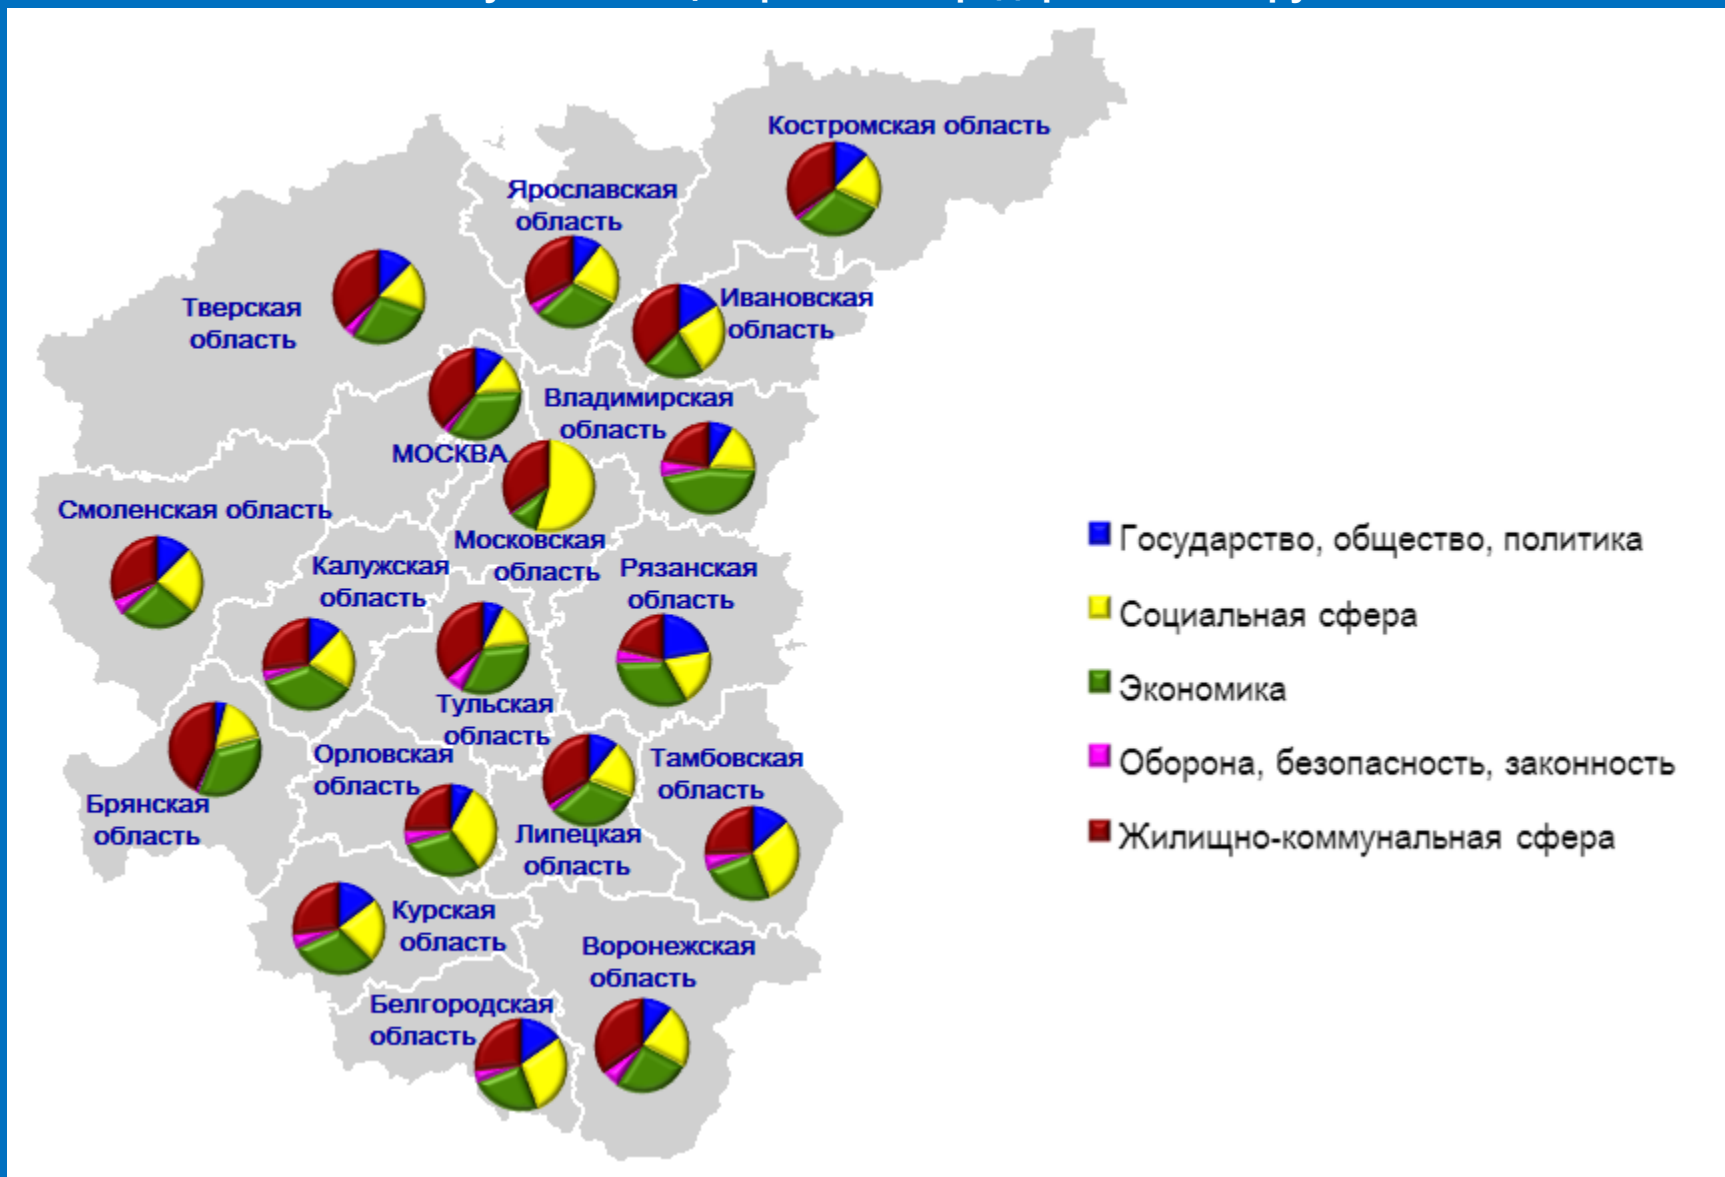 Костромская область
Ярославская
область
Тверская
область
Ивановская
область
Владимирская
область
МОСКВА
Смоленская область
Московская
область
Калужская
область
Рязанская
область
Тульская
область
Орловская
область
Тамбовская
область
Брянская
область
Липецкая
область
Курская
область
Воронежская
область
Белгородская
область
Государство, общество, политика
Социальная сфера
Экономика
Оборона, безопасность, законность
Жилищно-коммунальная сфера